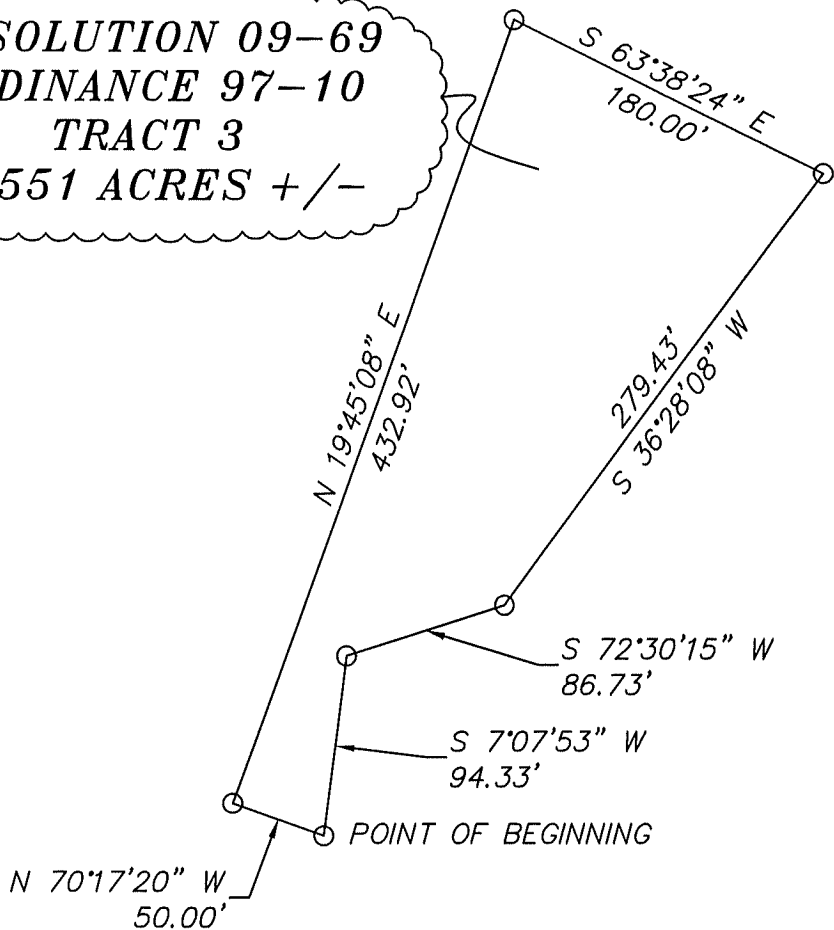 SOLUTION 09-69
DINANCE 97-10
TRACT 3
551 ACRES +/-
S 63°38'24" E
180.00'
N 19°45'08" E
432.92'
279.43'
S 36°28'08" W
S 72°30'15" W
86.73'
S 7°07'53" W
94.33'
POINT OF BEGINNING
N 70°17'20" W
50.00'